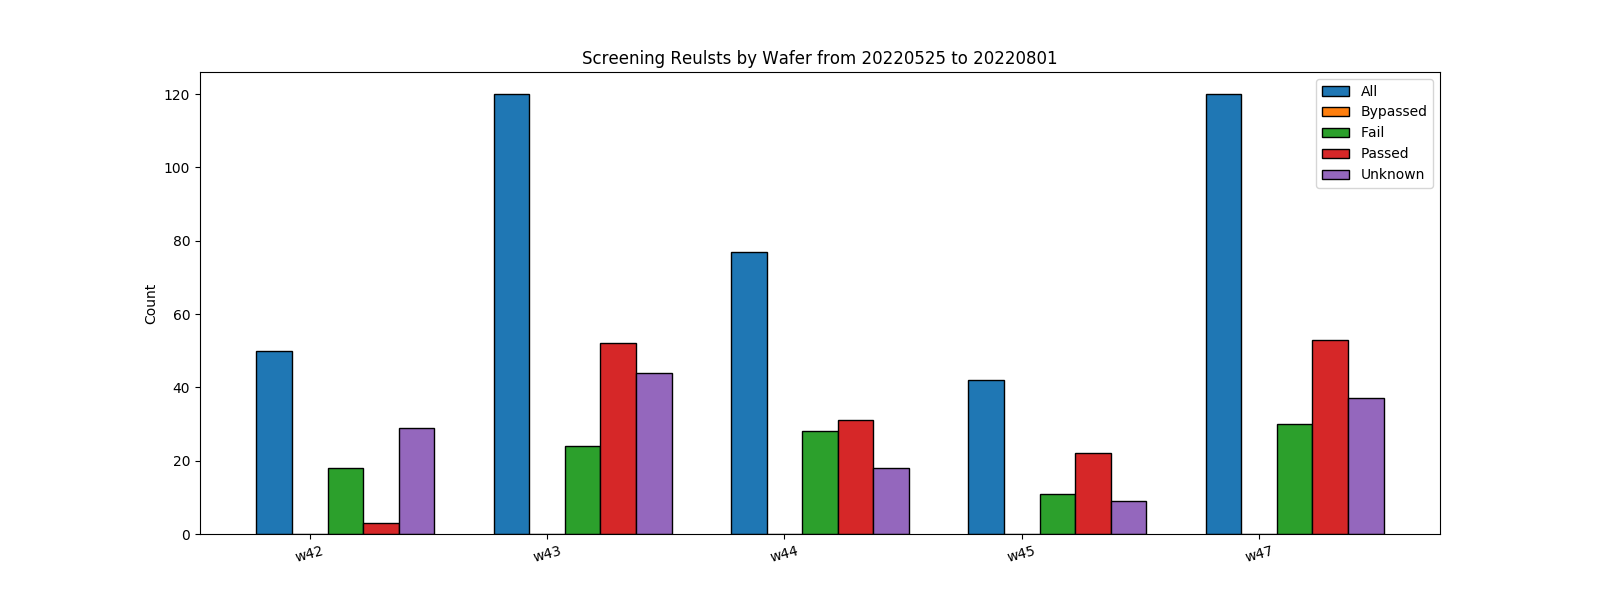 Screening Reulsts by Wafer from 20220525 to 20220801
120
100
80
60
40
20
0
Count
All
Bypassed
Fail
Passed
Unknown
w42
w43
w44
w45
w47